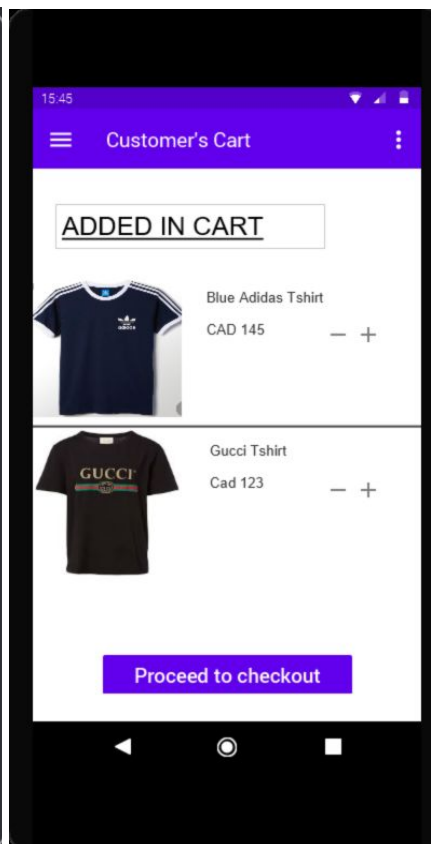 15:45
Customer's Cart
ADDED IN CART
Blue Adidas Tshirt
CAD 145
adidas
Gucci Tshirt
Cad 123
GUCCI
Proceed to checkout